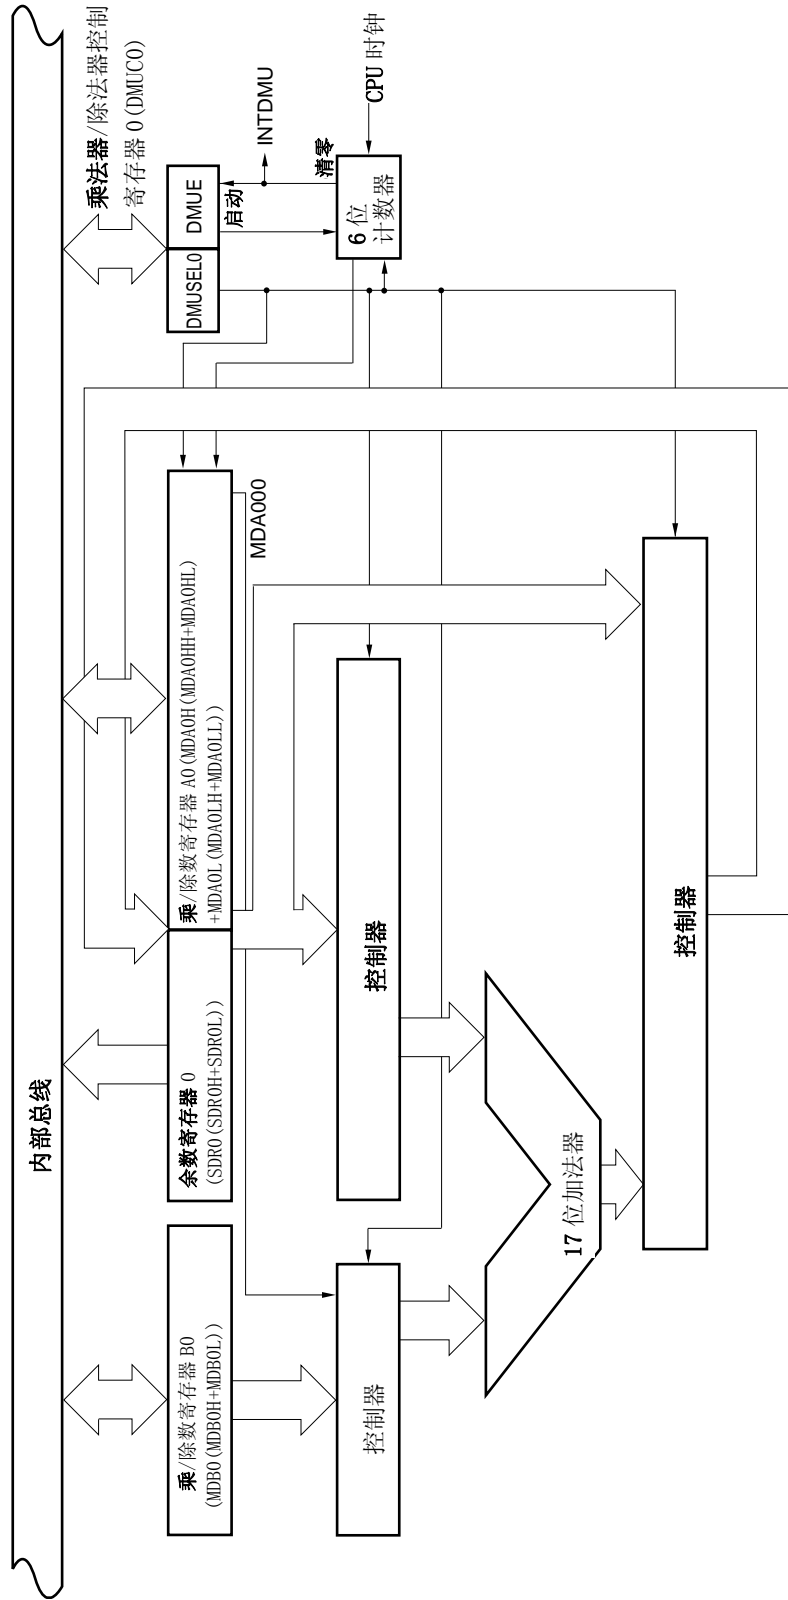 内部总线
乘法器/除法器控制
寄存器 0 (DMUC0)
乘/除数寄存器 B0
(MDB0 (MDB0H+MDB0L))
余数寄存器 0
(SDR0 (SDR0H+SDR0L))
乘/除数寄存器 A0 (MDA0H (MDA0HH+MDA0HL)
+MDA0L (MDA0LH+MDA0LL))
DMUSEL0
DMUE
启动
INTDMU
MDA000
清零
控制器
控制器
6 位
计数器
CPU 时钟
17 位加法器
控制器